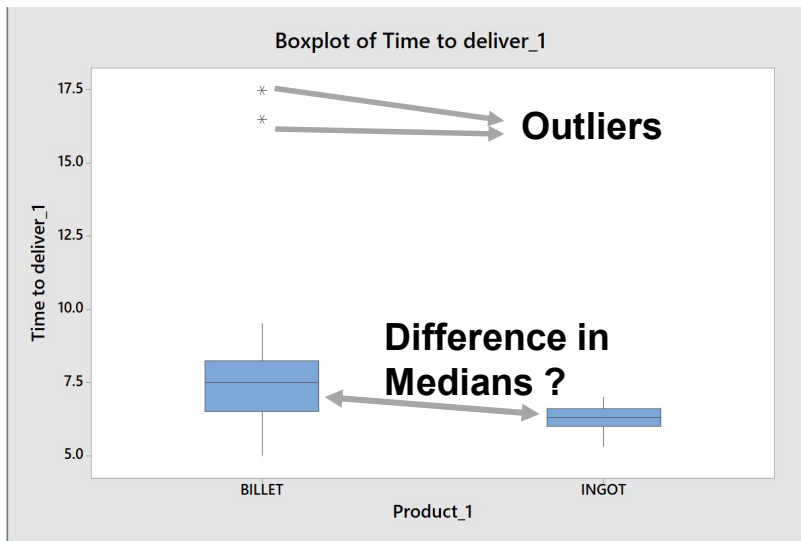 Boxplot of Time to deliver_1
17.5
Outliers
15.0
12.5
Time to deliver_1
10.0
Difference in
Medians ?
7.5
5.0
BILLET
INGOT
Product_1